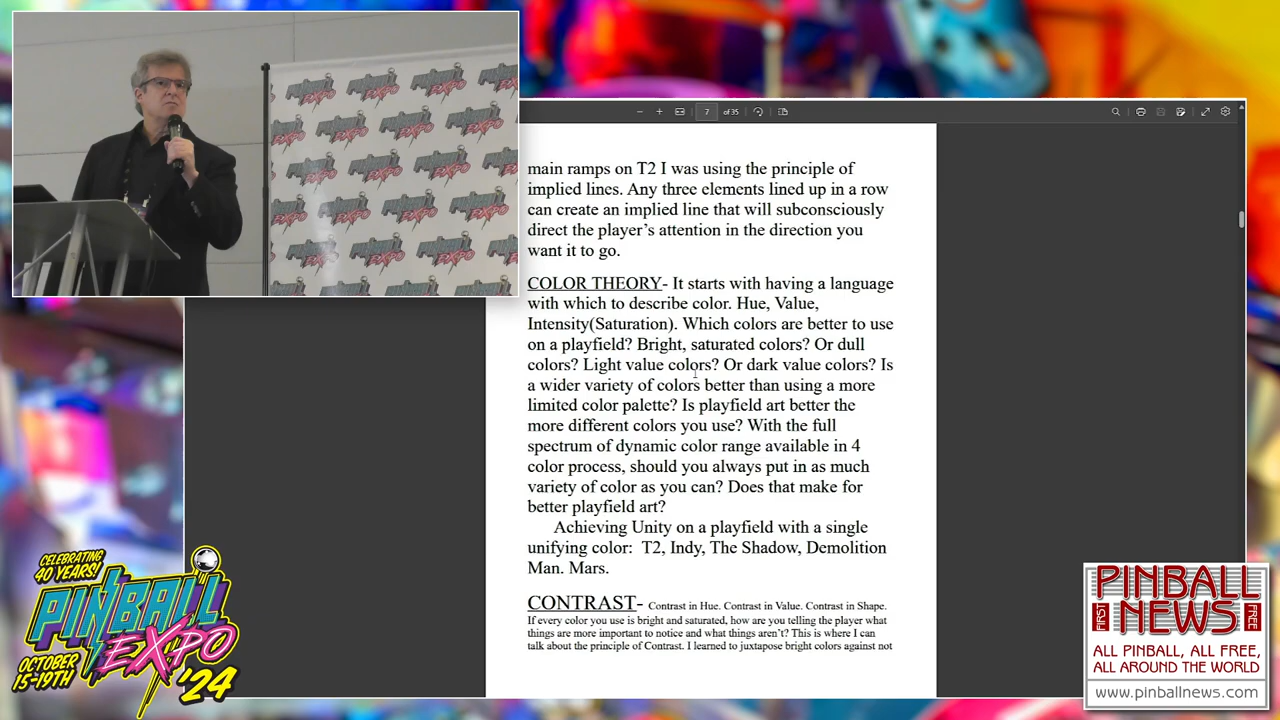 PINBALL
EXPO
7 of 35
main ramps on T2 I was using the principle of
implied lines. Any three elements lined up in a row
can create an implied line that will subconsciously
direct the player’s attention in the direction you
want it to go.
COLOR THEORY- It starts with having a language
with which to describe color. Hue, Value,
Intensity(Saturation). Which colors are better to use
on a playfield? Bright, saturated colors? Or dull
colors? Light value colors? Or dark value colors? Is
a wider variety of colors better than using a more
limited color palette? Is playfield art better the
more different colors you use? With the full
spectrum of dynamic color range available in 4
color process, should you always put in as much
variety of color as you can? Does that make for
better playfield art?
Achieving Unity on a playfield with a single
unifying color: T2, Indy, The Shadow, Demolition
Man. Mars.
CONTRAST- Contrast in Hue. Contrast in Value. Contrast in Shape.
If every color you use is bright and saturated, how are you telling the player what
things are more important to notice and what things aren’t? This is where I can
talk about the principle of Contrast. I learned to juxtapose bright colors against not
CELEBRATING
40 YEARS!
PINBALL
EXPO
OCTOBER
15-19TH
'24
PINBALL
FIRST NEWS FREE
ALL PINBALL, ALL FREE,
ALL AROUND THE WORLD
www.pinballnews.com